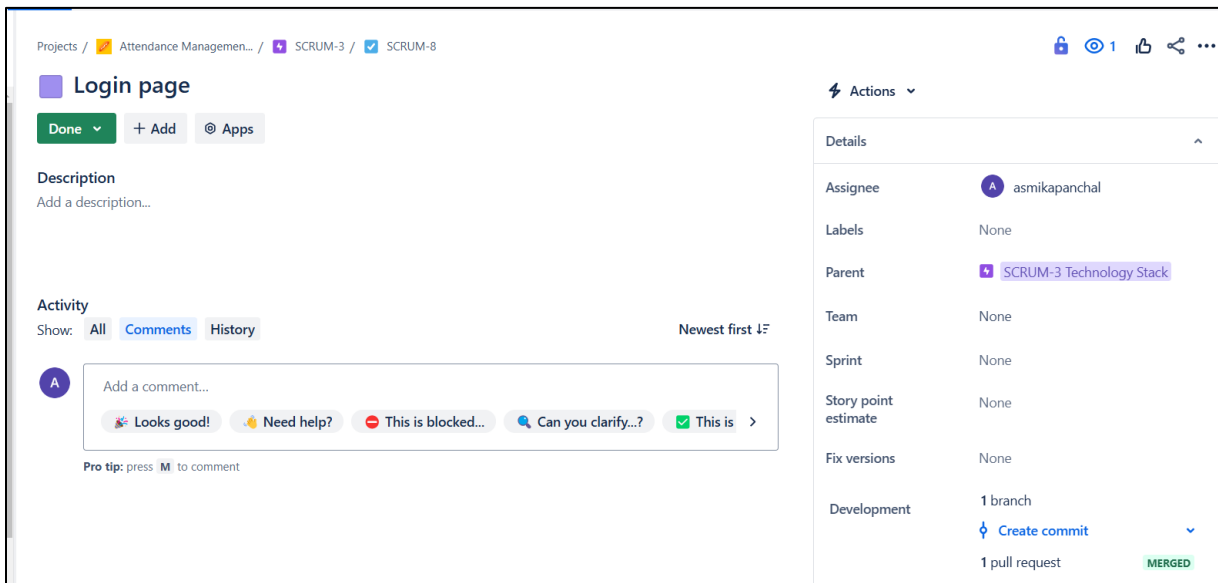 Projects / Attendance Managemen... / SCRUM-3 / SCRUM-8
1
Login page
Actions
Done
+ Add
Apps
Details
Description
Add a description...
Assignee
A
asmikapanchal
Labels
None
Parent
SCRUM-3 Technology Stack
Team
None
Sprint
None
Story point estimate
None
Fix versions
None
Development
1 branch
Create commit
1 pull request
MERGED
Activity
Show: All Comments History
Newest first
A
Add a comment...
Looks good!
Need help?
This is blocked...
Can you clarify...?
This is
Pro tip: press M to comment